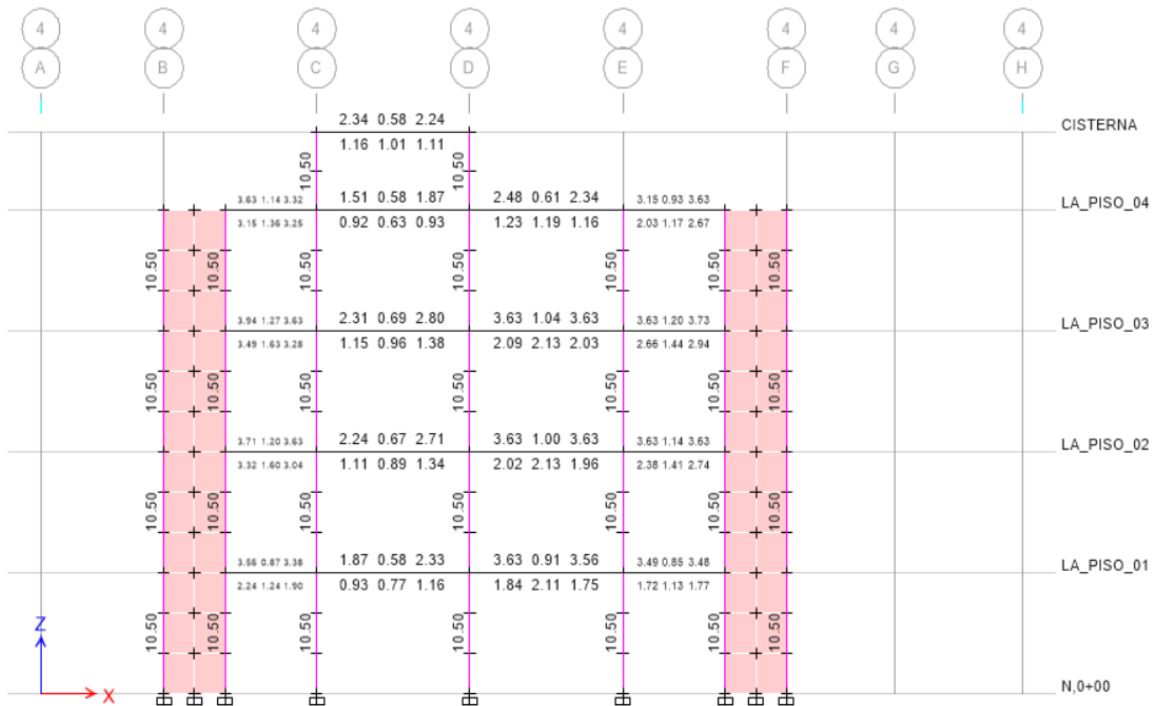 4 4 4 4 4 4 4 4
A B C D E F G H
2.34 0.58 2.24
CISTERNA
1.16 1.01 1.11
10.50 10.50
3.63 1.14 3.32 1.51 0.58 1.87 2.48 0.61 2.34 3.15 0.93 3.63
LA_PISO_04
3.15 1.36 3.25 0.92 0.63 0.93 1.23 1.19 1.16 2.03 1.17 2.67
10.50 10.50 10.50 10.50 10.50 10.50 10.50
3.94 1.27 3.63 2.31 0.69 2.80 3.63 1.04 3.63 3.63 1.20 3.73
LA_PISO_03
3.49 1.63 3.28 1.15 0.96 1.38 2.09 2.13 2.03 2.66 1.44 2.94
10.50 10.50 10.50 10.50 10.50 10.50 10.50
3.71 1.20 3.63 2.24 0.67 2.71 3.63 1.00 3.63 3.63 1.14 3.63
LA_PISO_02
3.32 1.60 3.04 1.11 0.89 1.34 2.02 2.13 1.96 2.38 1.41 2.74
10.50 10.50 10.50 10.50 10.50 10.50 10.50
3.56 0.87 3.38 1.87 0.58 2.33 3.63 0.91 3.56 3.49 0.85 3.48
LA_PISO_01
2.24 1.24 1.90 0.93 0.77 1.16 1.84 2.11 1.75 1.72 1.13 1.77
10.50 10.50 10.50 10.50 10.50 10.50 10.50
Z
X
N,0+00